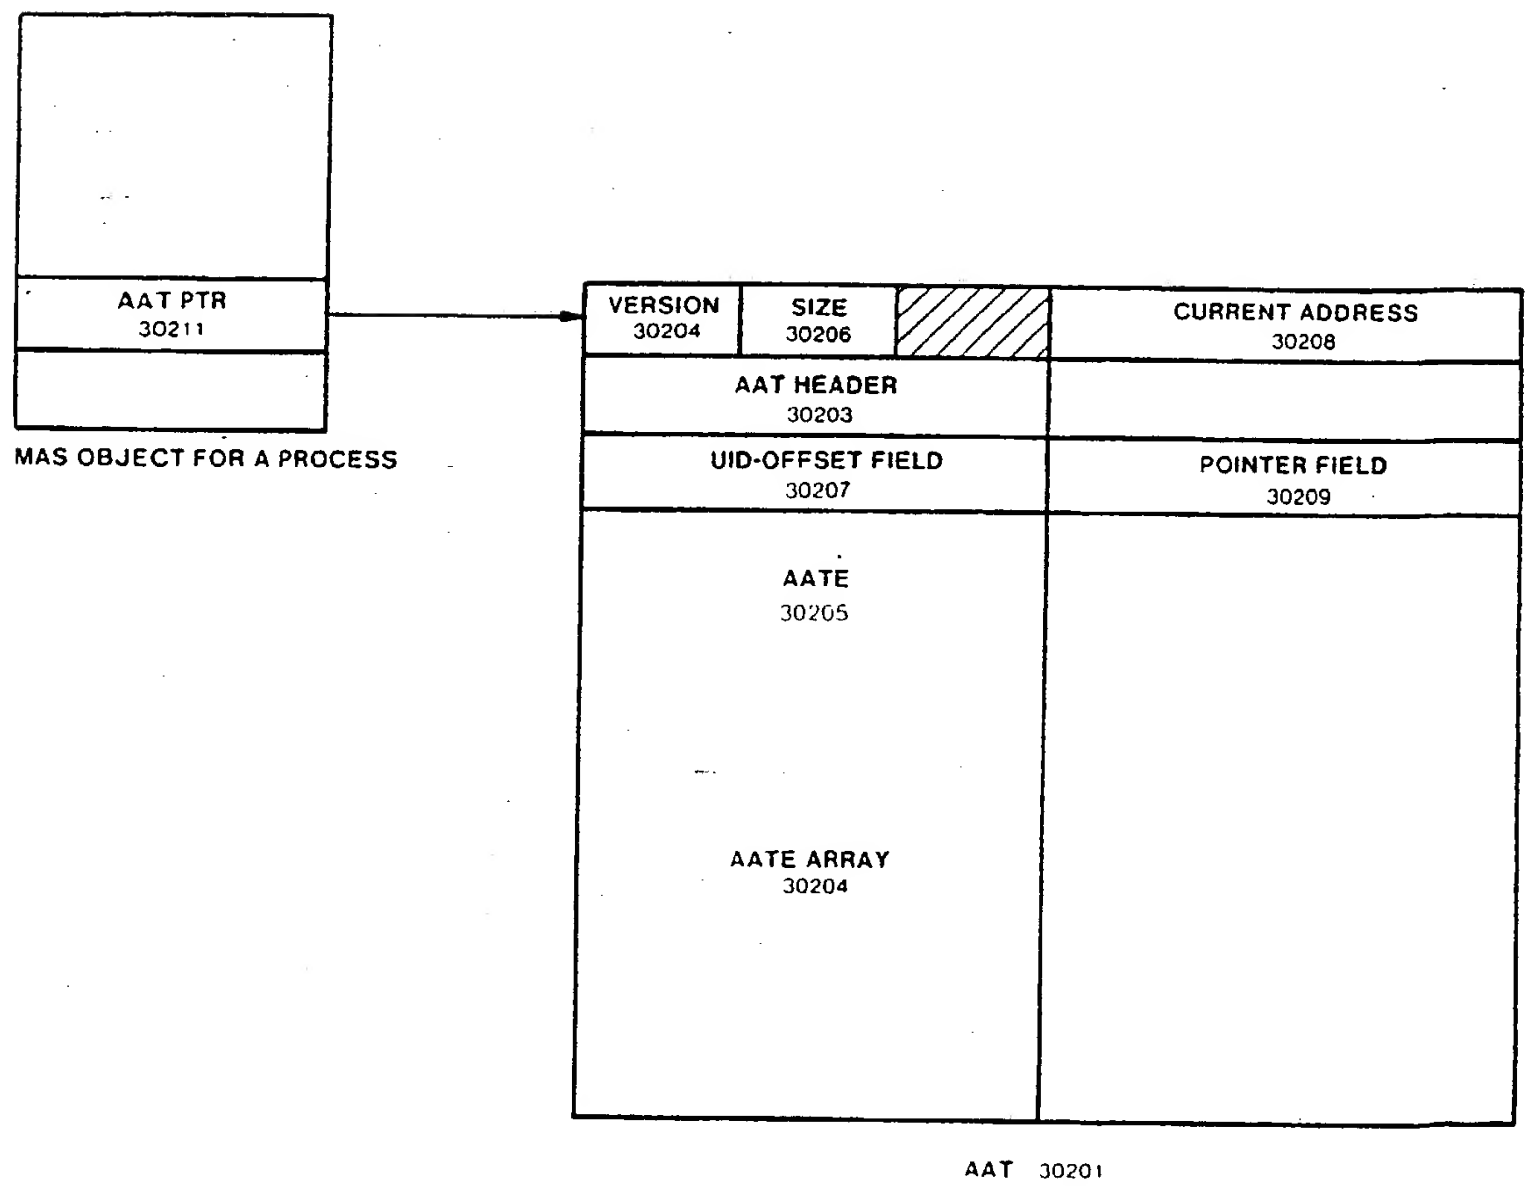 AAT PTR
30211
MAS OBJECT FOR A PROCESS
VERSION
30204
SIZE
30206
CURRENT ADDRESS
30208
AAT HEADER
30203
UID-OFFSET FIELD
30207
POINTER FIELD
30209
AATE
30205
AATE ARRAY
30204
AAT 30201